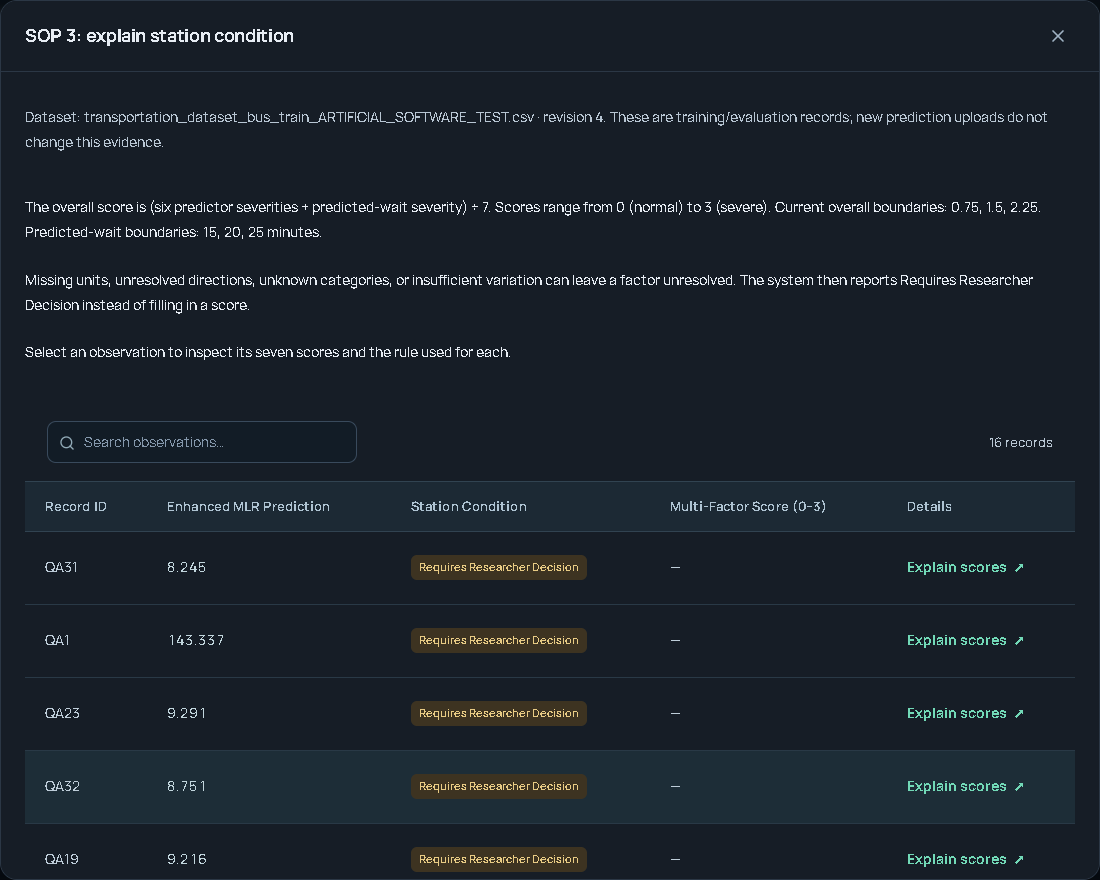 SOP 3: explain station condition
Dataset: transportation_dataset_bus_train_ARTIFICIAL_SOFTWARE_TEST.csv · revision 4. These are training/evaluation records; new prediction uploads do not
change this evidence.
The overall score is (six predictor severities + predicted-wait severity) ÷ 7. Scores range from 0 (normal) to 3 (severe). Current overall boundaries: 0.75, 1.5, 2.25.
Predicted-wait boundaries: 15, 20, 25 minutes.
Missing units, unresolved directions, unknown categories, or insufficient variation can leave a factor unresolved. The system then reports Requires Researcher
Decision instead of filling in a score.
Select an observation to inspect its seven scores and the rule used for each.
Search observations… 16 records
Record ID Enhanced MLR Prediction Station Condition Multi-Factor Score (0–3) Details
QA31 8.245 Requires Researcher Decision — Explain scores ↗
QA1 143.337 Requires Researcher Decision — Explain scores ↗
QA23 9.291 Requires Researcher Decision — Explain scores ↗
QA32 8.751 Requires Researcher Decision — Explain scores ↗
QA19 9.216 Requires Researcher Decision — Explain scores ↗